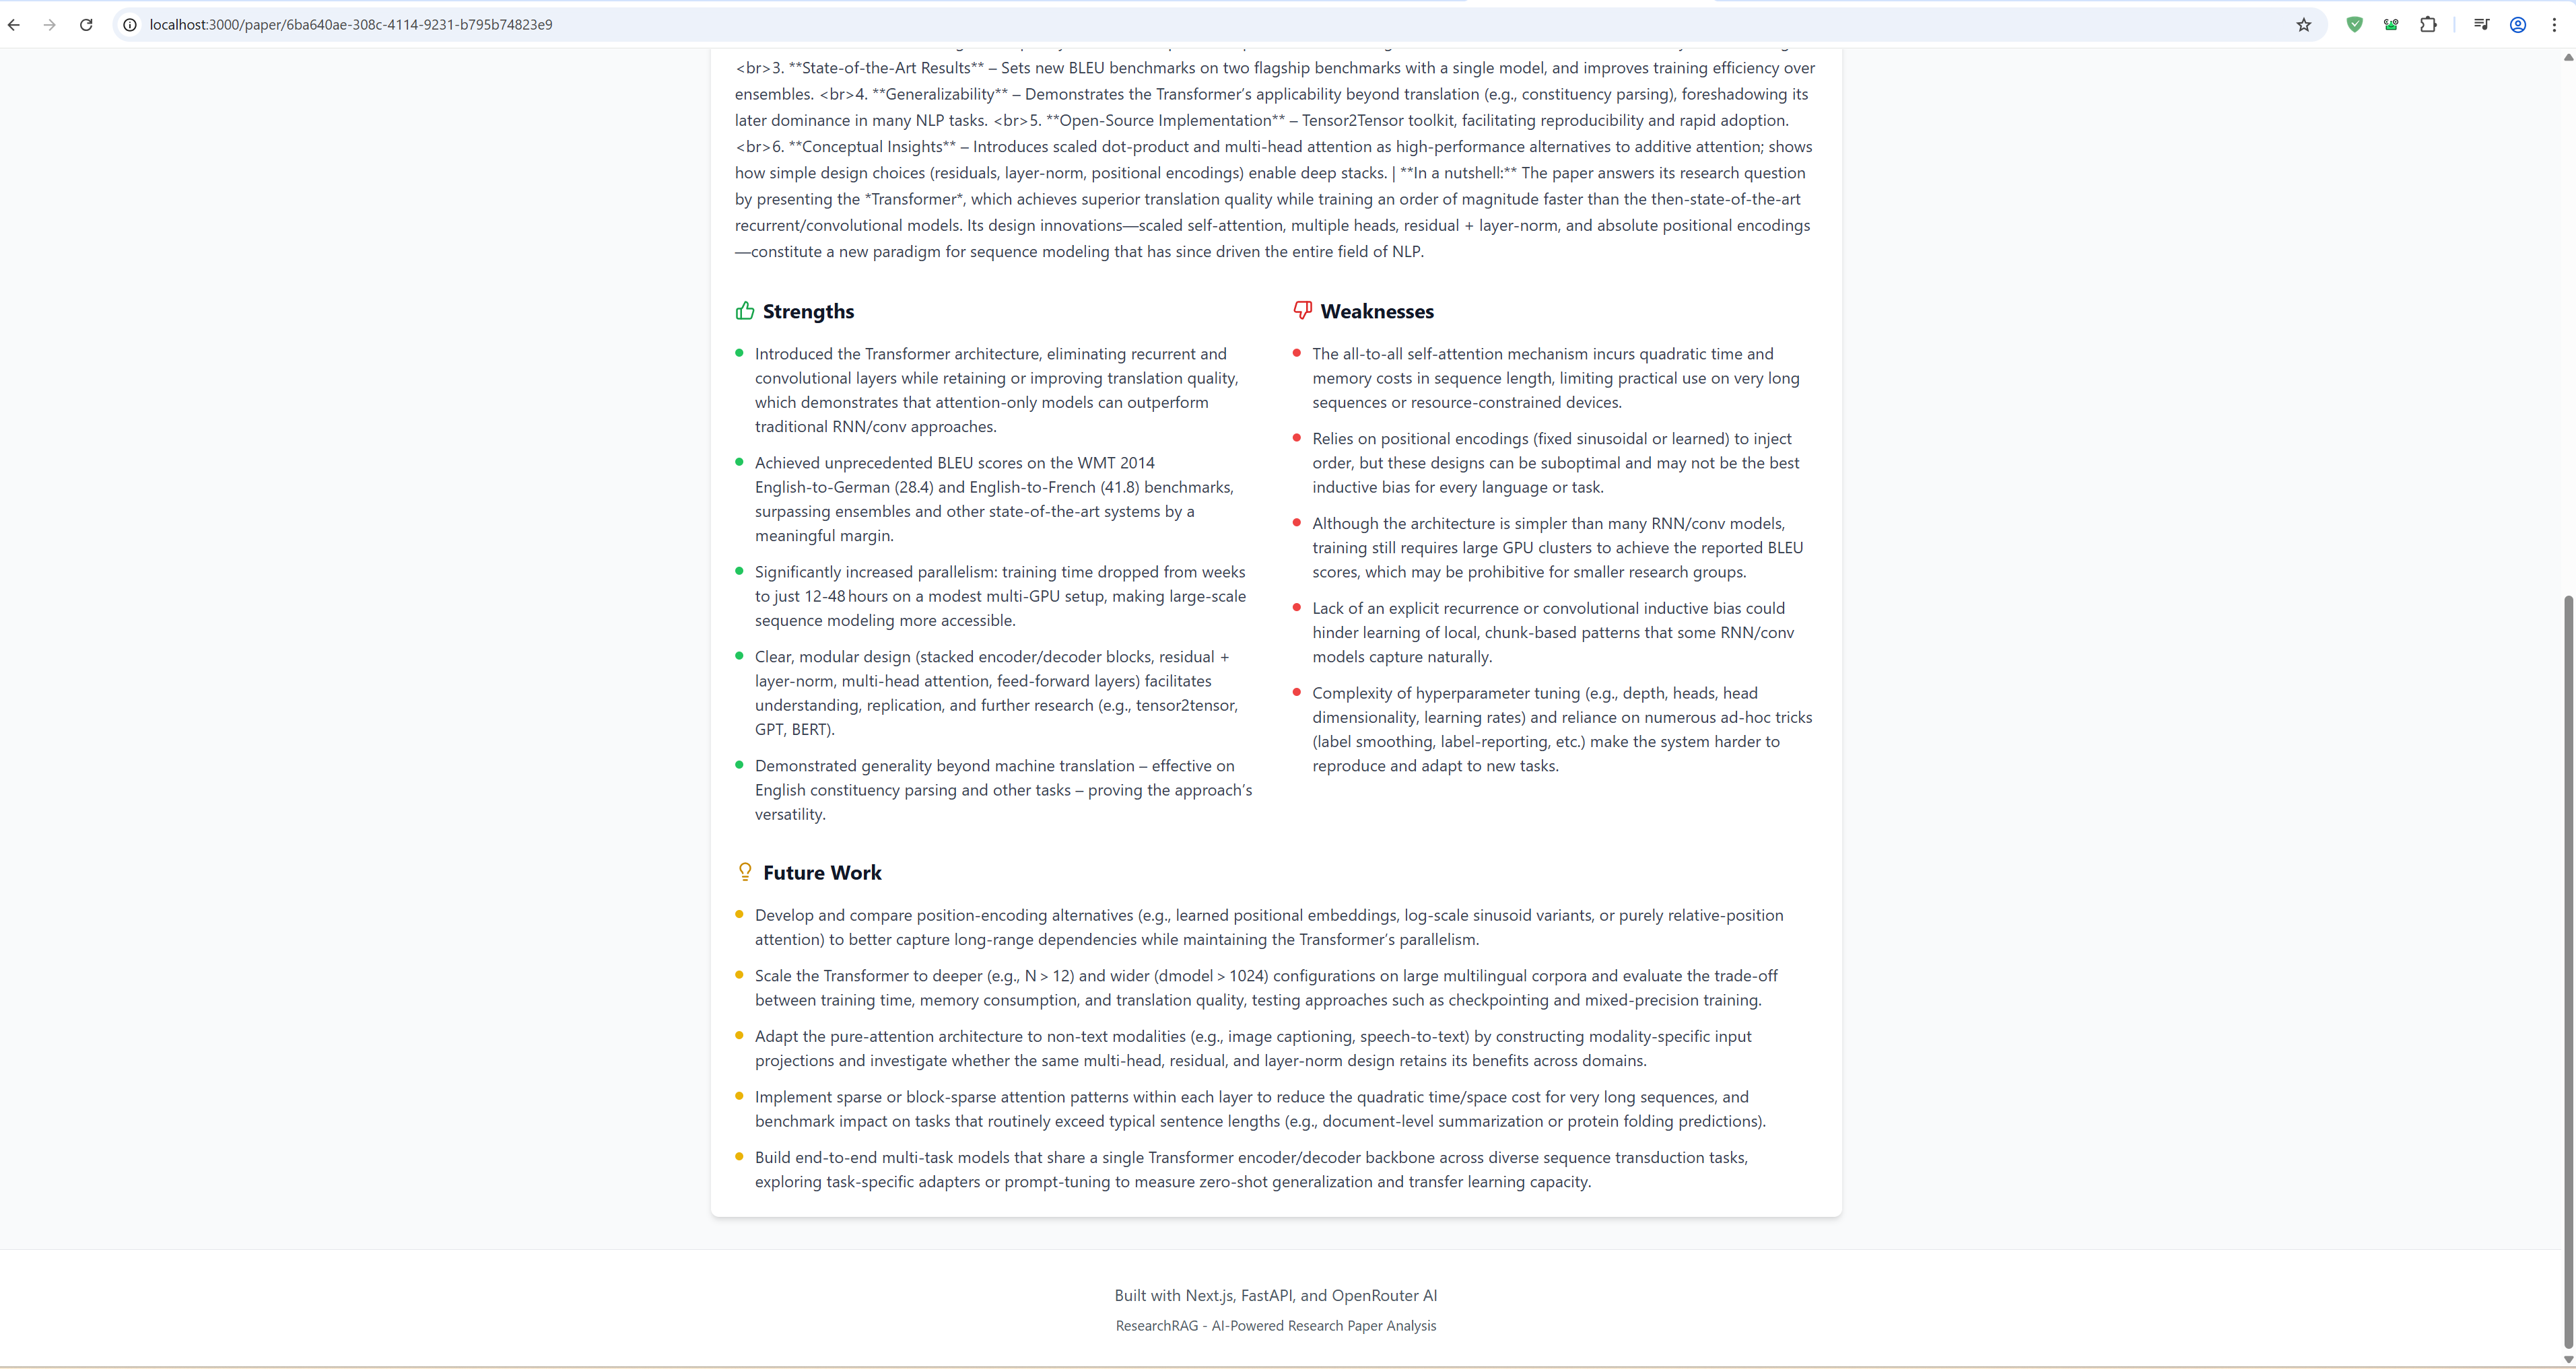 localhost:3000/paper/6ba640ae-308c-4114-9231-b795b74823e9
<br>3. **State-of-the-Art Results** – Sets new BLEU benchmarks on two flagship benchmarks with a single model, and improves training efficiency over
ensembles. <br>4. **Generalizability** – Demonstrates the Transformer’s applicability beyond translation (e.g., constituency parsing), foreshadowing its
later dominance in many NLP tasks. <br>5. **Open-Source Implementation** – Tensor2Tensor toolkit, facilitating reproducibility and rapid adoption.
<br>6. **Conceptual Insights** – Introduces scaled dot-product and multi-head attention as high-performance alternatives to additive attention; shows
how simple design choices (residuals, layer-norm, positional encodings) enable deep stacks. | **In a nutshell:** The paper answers its research question
by presenting the *Transformer*, which achieves superior translation quality while training an order of magnitude faster than the then-state-of-the-art
recurrent/convolutional models. Its design innovations—scaled self-attention, multiple heads, residual + layer-norm, and absolute positional encodings
—constitute a new paradigm for sequence modeling that has since driven the entire field of NLP.
Strengths
Introduced the Transformer architecture, eliminating recurrent and
convolutional layers while retaining or improving translation quality,
which demonstrates that attention-only models can outperform
traditional RNN/conv approaches.
Achieved unprecedented BLEU scores on the WMT 2014
English-to-German (28.4) and English-to-French (41.8) benchmarks,
surpassing ensembles and other state-of-the-art systems by a
meaningful margin.
Significantly increased parallelism: training time dropped from weeks
to just 12-48 hours on a modest multi-GPU setup, making large-scale
sequence modeling more accessible.
Clear, modular design (stacked encoder/decoder blocks, residual +
layer-norm, multi-head attention, feed-forward layers) facilitates
understanding, replication, and further research (e.g., tensor2tensor,
GPT, BERT).
Demonstrated generality beyond machine translation – effective on
English constituency parsing and other tasks – proving the approach’s
versatility.
Weaknesses
The all-to-all self-attention mechanism incurs quadratic time and
memory costs in sequence length, limiting practical use on very long
sequences or resource-constrained devices.
Relies on positional encodings (fixed sinusoidal or learned) to inject
order, but these designs can be suboptimal and may not be the best
inductive bias for every language or task.
Although the architecture is simpler than many RNN/conv models,
training still requires large GPU clusters to achieve the reported BLEU
scores, which may be prohibitive for smaller research groups.
Lack of an explicit recurrence or convolutional inductive bias could
hinder learning of local, chunk-based patterns that some RNN/conv
models capture naturally.
Complexity of hyperparameter tuning (e.g., depth, heads, head
dimensionality, learning rates) and reliance on numerous ad-hoc tricks
(label smoothing, label-reporting, etc.) make the system harder to
reproduce and adapt to new tasks.
Future Work
Develop and compare position-encoding alternatives (e.g., learned positional embeddings, log-scale sinusoid variants, or purely relative-position
attention) to better capture long-range dependencies while maintaining the Transformer’s parallelism.
Scale the Transformer to deeper (e.g., N > 12) and wider (dmodel > 1024) configurations on large multilingual corpora and evaluate the trade-off
between training time, memory consumption, and translation quality, testing approaches such as checkpointing and mixed-precision training.
Adapt the pure-attention architecture to non-text modalities (e.g., image captioning, speech-to-text) by constructing modality-specific input
projections and investigate whether the same multi-head, residual, and layer-norm design retains its benefits across domains.
Implement sparse or block-sparse attention patterns within each layer to reduce the quadratic time/space cost for very long sequences, and
benchmark impact on tasks that routinely exceed typical sentence lengths (e.g., document-level summarization or protein folding predictions).
Build end-to-end multi-task models that share a single Transformer encoder/decoder backbone across diverse sequence transduction tasks,
exploring task-specific adapters or prompt-tuning to measure zero-shot generalization and transfer learning capacity.
Built with Next.js, FastAPI, and OpenRouter AI
ResearchRAG - AI-Powered Research Paper Analysis